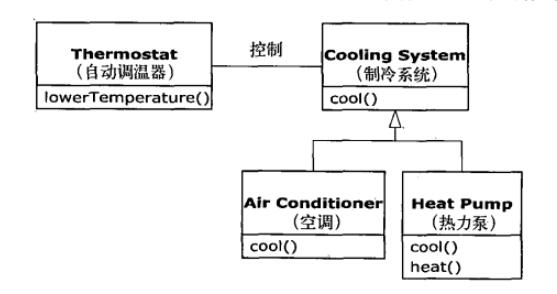 Thermostat
（自动调温器）
lowerTemperature()
控制
Cooling System
（制冷系统）
cool()
Air Conditioner
（空调）
cool()
Heat Pump
（热力泵）
cool()
heat()